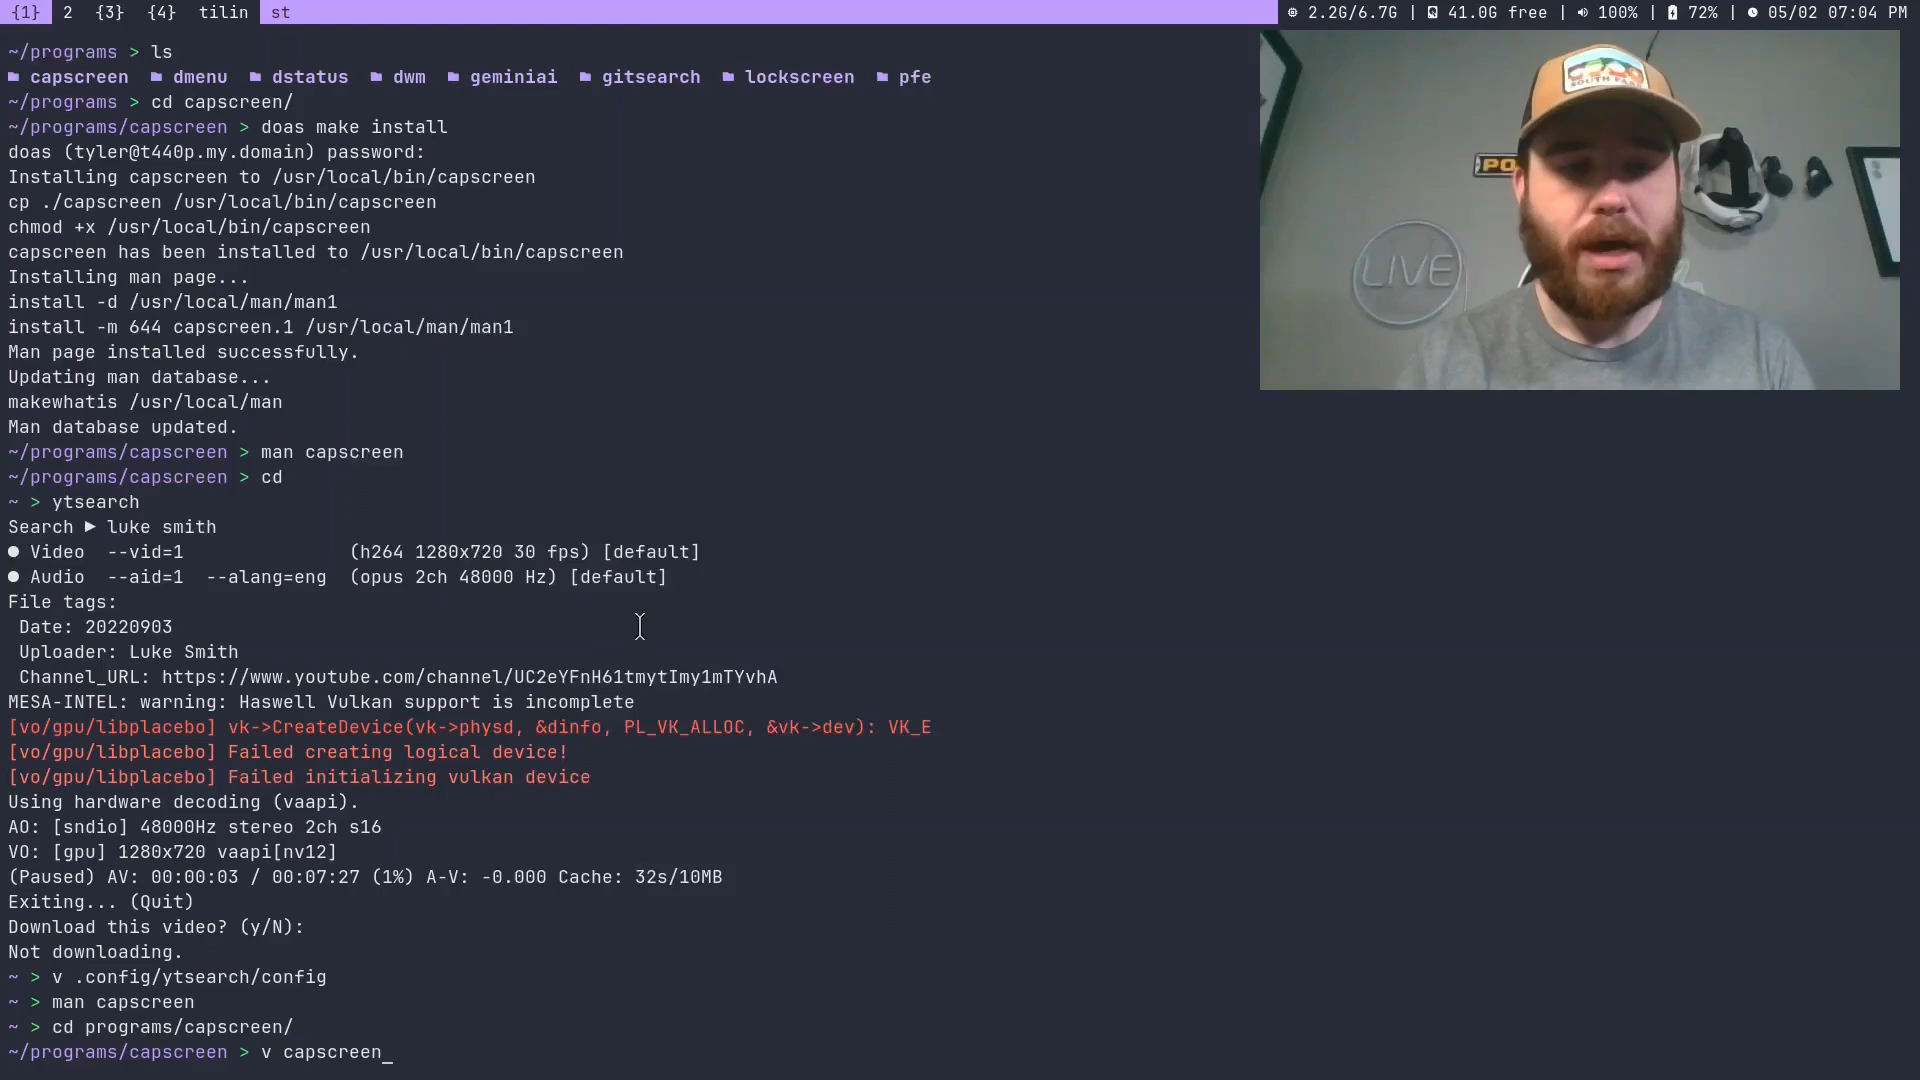 {1} 2 {3} {4} tilin st 2.2G/6.7G | 41.0G free | 100% | 72% | 05/02 07:04 PM
~/programs > ls
capscreen dmenu dstatus dwm geminiai gitsearch lockscreen pfe
~/programs > cd capscreen/
~/programs/capscreen > doas make install
doas (tyler@t440p.my.domain) password:
Installing capscreen to /usr/local/bin/capscreen
cp ./capscreen /usr/local/bin/capscreen
chmod +x /usr/local/bin/capscreen
capscreen has been installed to /usr/local/bin/capscreen
Installing man page...
install -d /usr/local/man/man1
install -m 644 capscreen.1 /usr/local/man/man1
Man page installed successfully.
Updating man database...
makewhatis /usr/local/man
Man database updated.
~/programs/capscreen > man capscreen
~/programs/capscreen > cd
~ > ytsearch
Search ► luke smith
● Video --vid=1 (h264 1280x720 30 fps) [default]
● Audio --aid=1 --alang=eng (opus 2ch 48000 Hz) [default]
File tags:
Date: 20220903
Uploader: Luke Smith
Channel_URL: https://www.youtube.com/channel/UC2eYFnH61tmytImy1mTYvhA
MESA-INTEL: warning: Haswell Vulkan support is incomplete
[vo/gpu/libplacebo] vk->CreateDevice(vk->physd, &dinfo, PL_VK_ALLOC, &vk->dev): VK_E
[vo/gpu/libplacebo] Failed creating logical device!
[vo/gpu/libplacebo] Failed initializing vulkan device
Using hardware decoding (vaapi).
AO: [sndio] 48000Hz stereo 2ch s16
VO: [gpu] 1280x720 vaapi[nv12]
(Paused) AV: 00:00:03 / 00:07:27 (1%) A-V: -0.000 Cache: 32s/10MB
Exiting... (Quit)
Download this video? (y/N):
Not downloading.
~ > v .config/ytsearch/config
~ > man capscreen
~ > cd programs/capscreen/
~/programs/capscreen > v capscreen_
SOUTH PARK
PO
LIVE